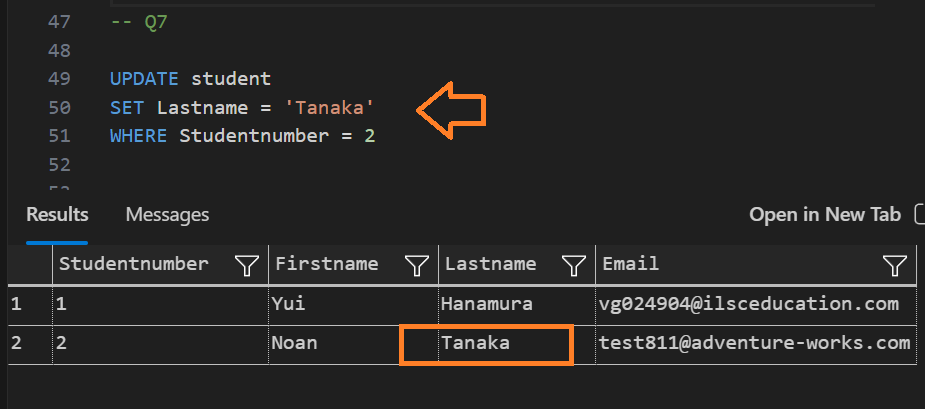 47 -- Q7
48
49 UPDATE student
50 SET Lastname = 'Tanaka'
51 WHERE Studentnumber = 2
52
Results Messages Open in New Tab
Studentnumber Firstname Lastname Email
1 1 Yui Hanamura vg024904@ilsceducation.com
2 2 Noan Tanaka test811@adventure-works.com